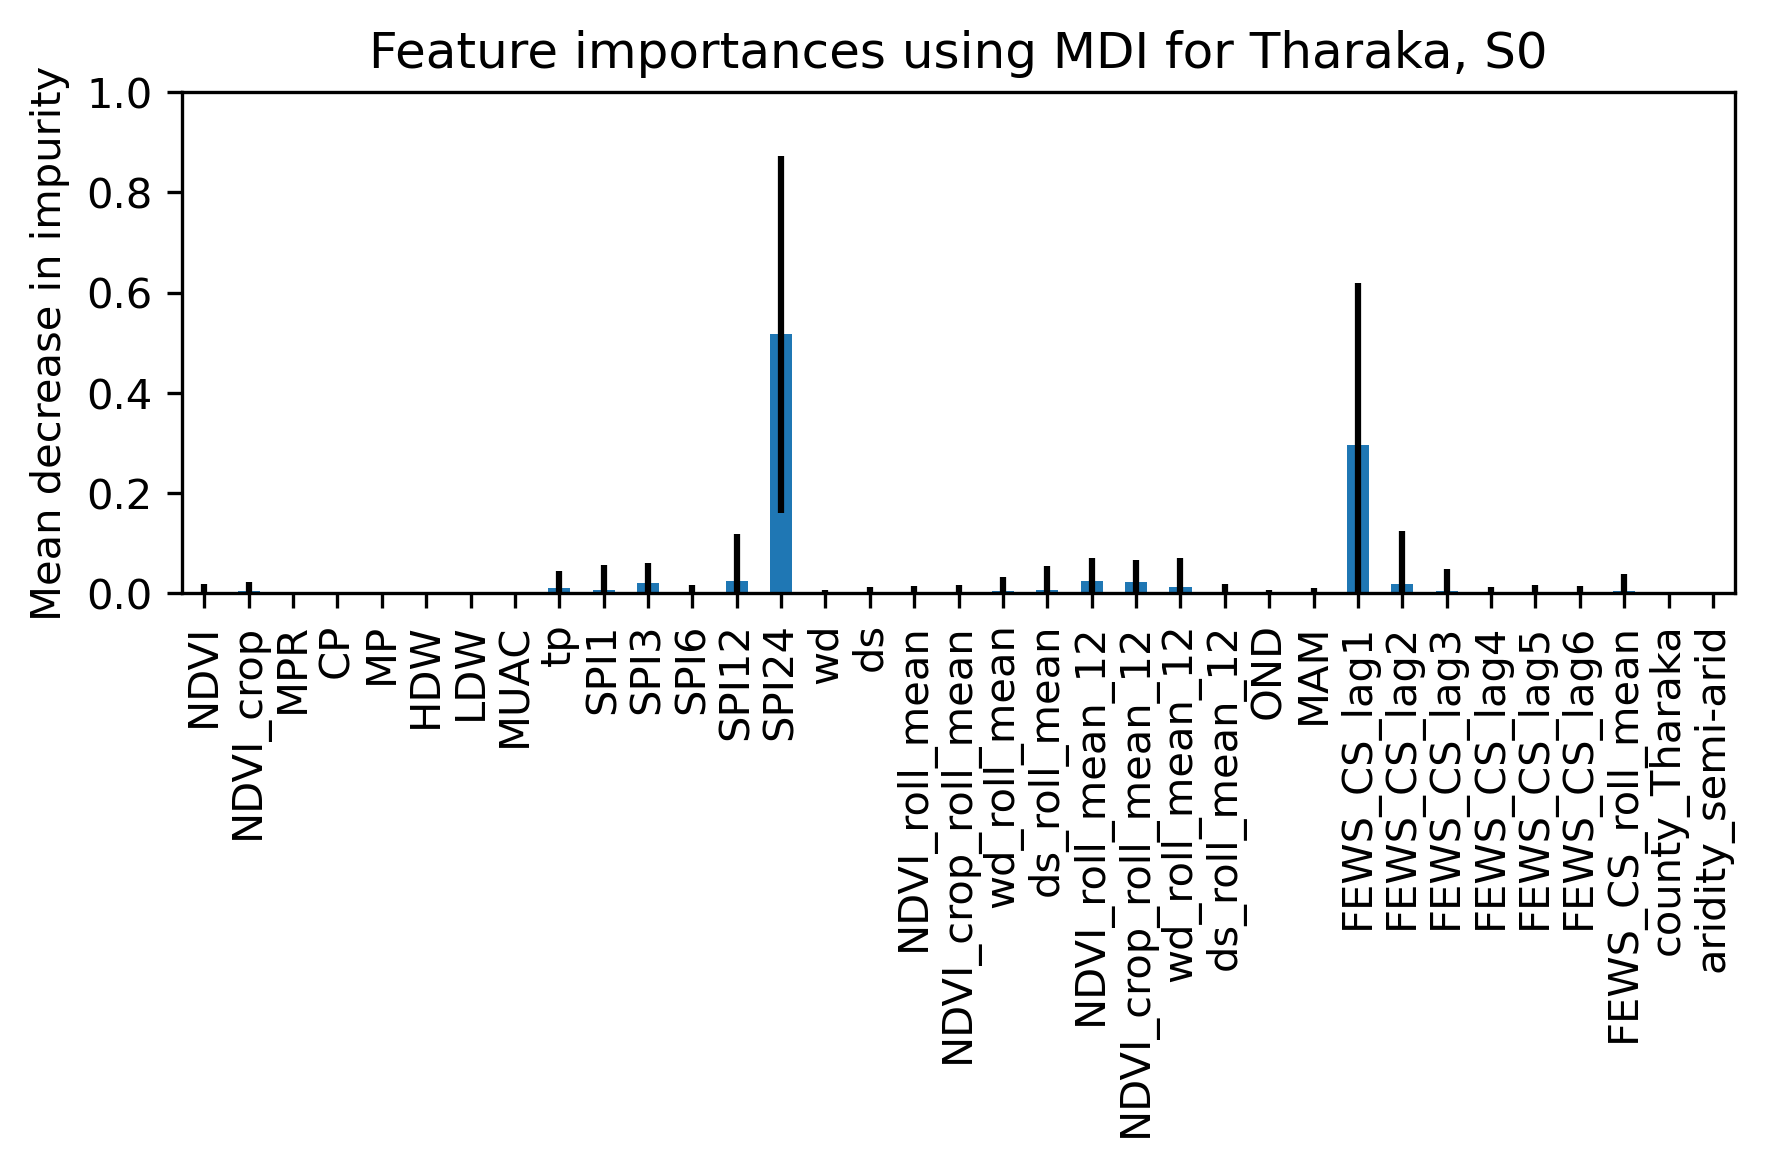 Feature importances using MDI for Tharaka, S0
Mean decrease in impurity
1.0
0.8
0.6
0.4
0.2
0.0
NDVI
NDVI_crop
MPR
CP
MP
HDW
LDW
MUAC
tp
SPI1
SPI3
SPI6
SPI12
SPI24
wd
ds
NDVI_roll_mean
NDVI_crop_roll_mean
wd_roll_mean
ds_roll_mean
NDVI_roll_mean_12
NDVI_crop_roll_mean_12
wd_roll_mean_12
ds_roll_mean_12
OND
MAM
FEWS_CS_lag1
FEWS_CS_lag2
FEWS_CS_lag3
FEWS_CS_lag4
FEWS_CS_lag5
FEWS_CS_lag6
FEWS_CS_roll_mean
county_Tharaka
aridity_semi-arid